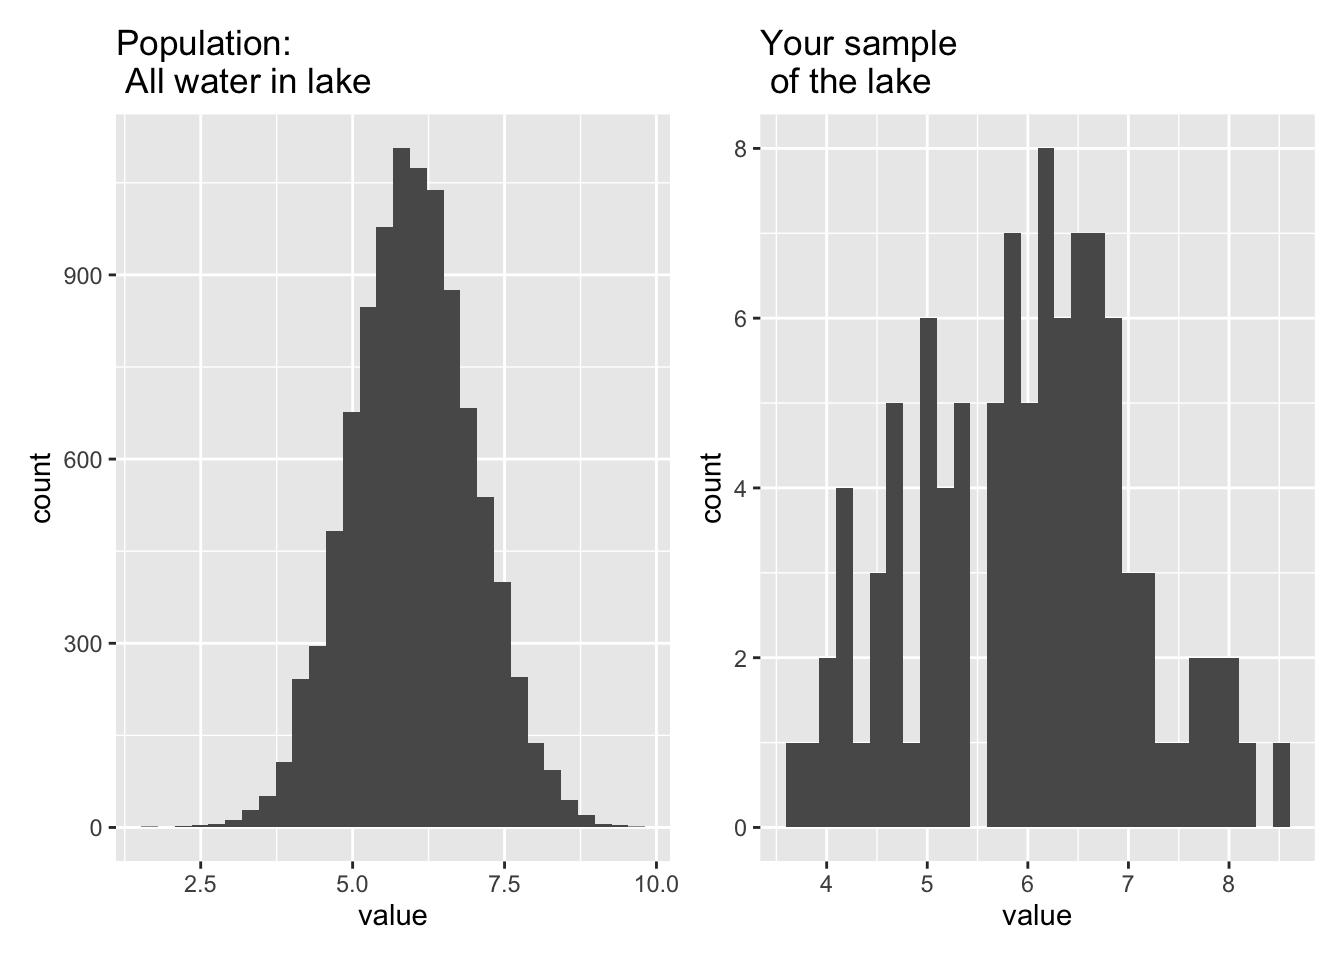 Population:
All water in lake
count
900
600
300
0
2.5 5.0 7.5 10.0
value
Your sample
of the lake
count
8
6
4
2
0
4 5 6 7 8
value